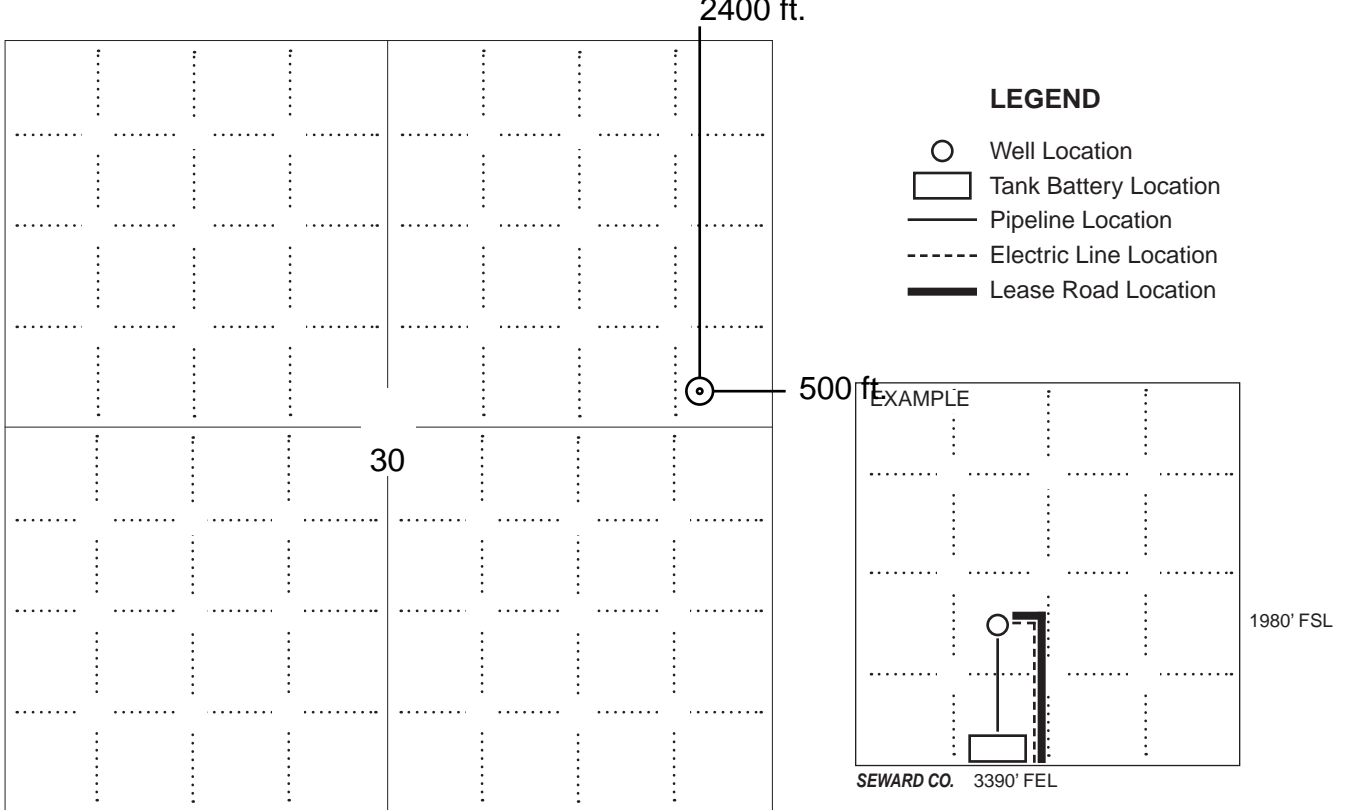 2400 ft.
LEGEND
Well Location
Tank Battery Location
Pipeline Location
Electric Line Location
Lease Road Location
500 ft.
EXAMPLE
30
1980' FSL
SEWARD CO. 3390' FEL